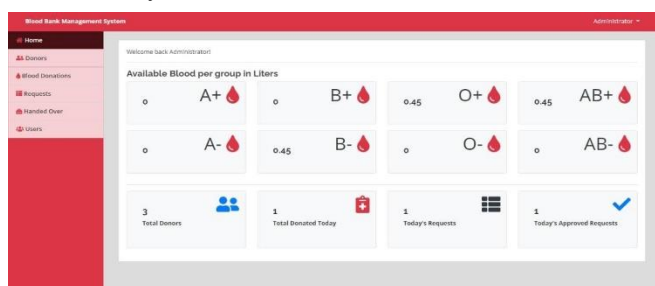 Blood Bank Management System
Administrator
Home
Donors
Blood Donations
Requests
Handed Over
Users
Welcome back Administrator!
Available Blood per group in Liters
0 A+
0 B+
0.45 O+
0.45 AB+
0 A-
0.45 B-
0 O-
0 AB-
3
Total Donors
1
Total Donated Today
1
Today's Requests
1
Today's Approved Requests